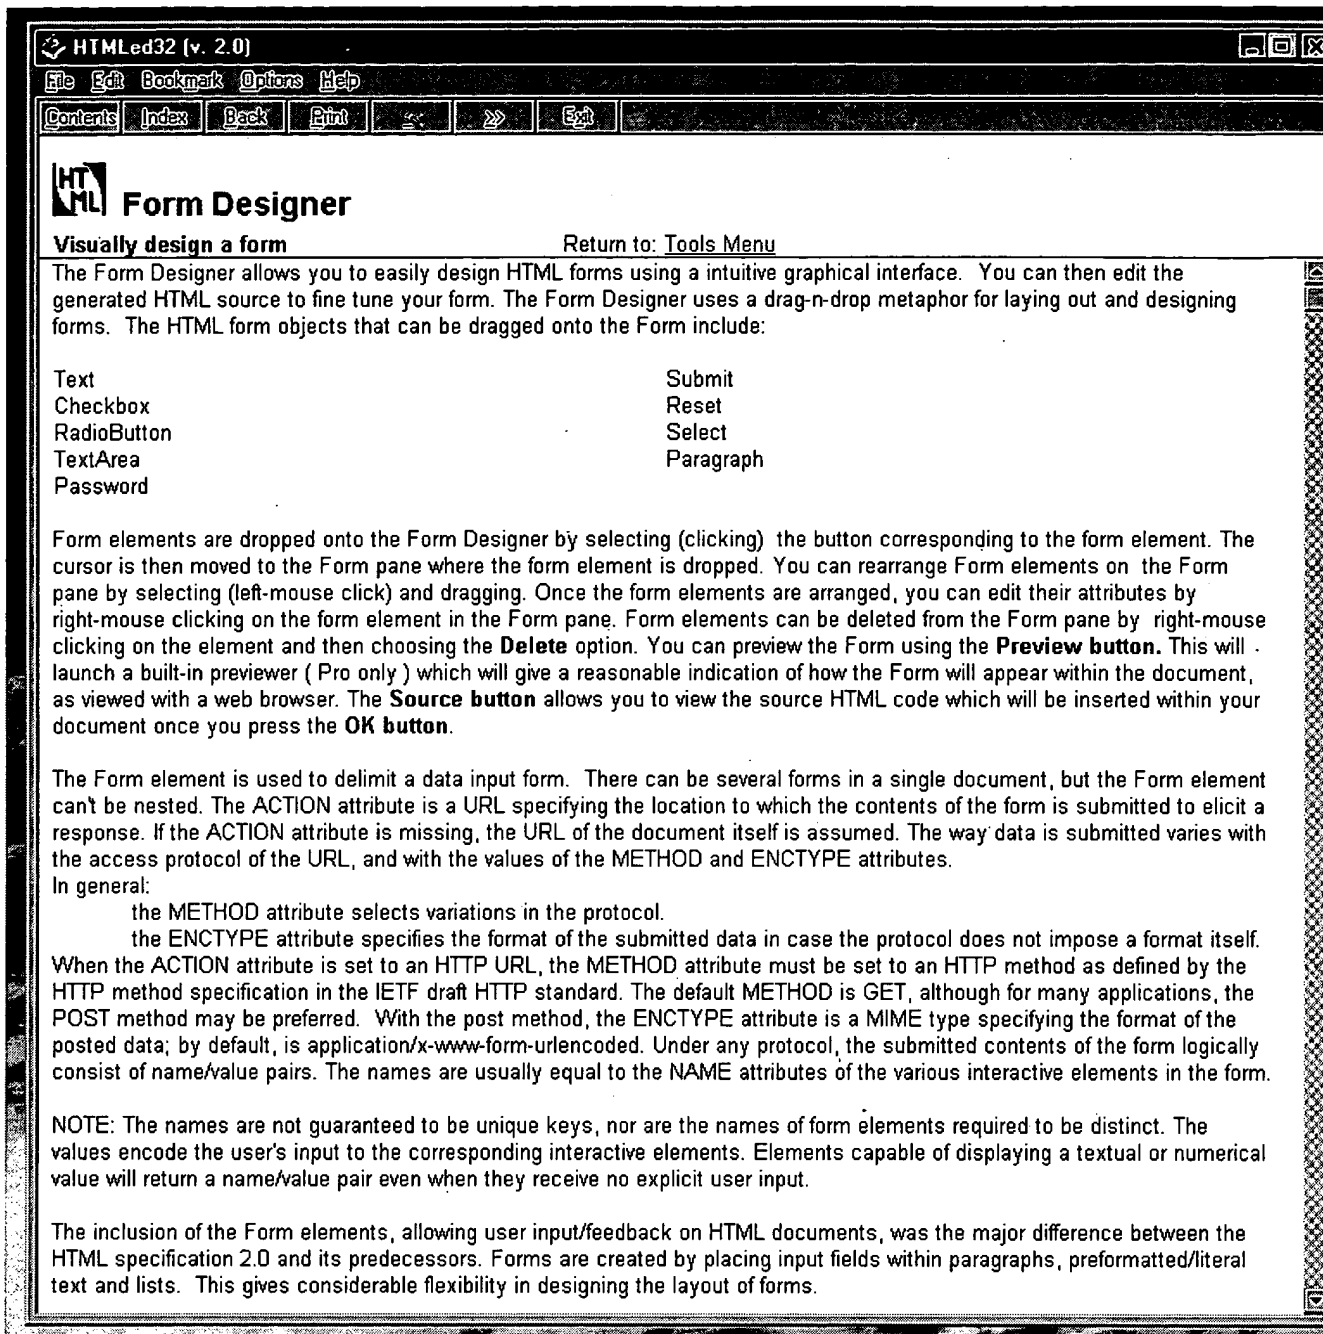 HTMLed32 (v. 2.0)
File Edit Bookmark Options Help
Contents Index Back Print << >> Exit
HT
ML Form Designer
Visually design a form Return to: Tools Menu
The Form Designer allows you to easily design HTML forms using a intuitive graphical interface. You can then edit the
generated HTML source to fine tune your form. The Form Designer uses a drag-n-drop metaphor for laying out and designing
forms. The HTML form objects that can be dragged onto the Form include:
Text Submit
Checkbox Reset
RadioButton Select
TextArea Paragraph
Password
Form elements are dropped onto the Form Designer by selecting (clicking) the button corresponding to the form element. The
cursor is then moved to the Form pane where the form element is dropped. You can rearrange Form elements on the Form
pane by selecting (left-mouse click) and dragging. Once the form elements are arranged, you can edit their attributes by
right-mouse clicking on the form element in the Form pane. Form elements can be deleted from the Form pane by right-mouse
clicking on the element and then choosing the Delete option. You can preview the Form using the Preview button. This will
launch a built-in previewer ( Pro only ) which will give a reasonable indication of how the Form will appear within the document,
as viewed with a web browser. The Source button allows you to view the source HTML code which will be inserted within your
document once you press the OK button.
The Form element is used to delimit a data input form. There can be several forms in a single document, but the Form element
can't be nested. The ACTION attribute is a URL specifying the location to which the contents of the form is submitted to elicit a
response. If the ACTION attribute is missing, the URL of the document itself is assumed. The way data is submitted varies with
the access protocol of the URL, and with the values of the METHOD and ENCTYPE attributes.
In general:
the METHOD attribute selects variations in the protocol.
the ENCTYPE attribute specifies the format of the submitted data in case the protocol does not impose a format itself.
When the ACTION attribute is set to an HTTP URL, the METHOD attribute must be set to an HTTP method as defined by the
HTTP method specification in the IETF draft HTTP standard. The default METHOD is GET, although for many applications, the
POST method may be preferred. With the post method, the ENCTYPE attribute is a MIME type specifying the format of the
posted data; by default, is application/x-www-form-urlencoded. Under any protocol, the submitted contents of the form logically
consist of name/value pairs. The names are usually equal to the NAME attributes of the various interactive elements in the form.
NOTE: The names are not guaranteed to be unique keys, nor are the names of form elements required to be distinct. The
values encode the user's input to the corresponding interactive elements. Elements capable of displaying a textual or numerical
value will return a name/value pair even when they receive no explicit user input.
The inclusion of the Form elements, allowing user input/feedback on HTML documents, was the major difference between the
HTML specification 2.0 and its predecessors. Forms are created by placing input fields within paragraphs, preformatted/literal
text and lists. This gives considerable flexibility in designing the layout of forms.